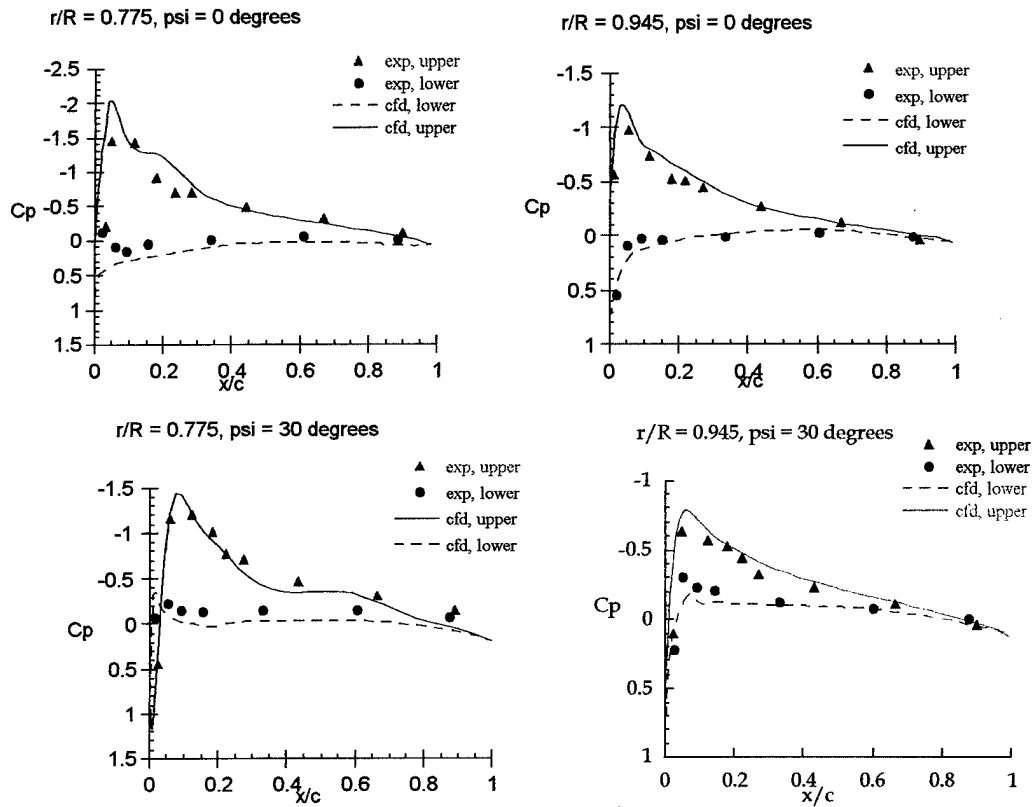 r/R = 0.775, psi = 0 degrees
exp, upper
exp, lower
cfd, lower
cfd, upper
-2.5
-2
-1.5
-1
-0.5
0
0.5
1
1.5
Cp
0
0.2
0.4
0.6
0.8
1
x/c
r/R = 0.945, psi = 0 degrees
exp, upper
exp, lower
cfd, lower
cfd, upper
-1.5
-1
-0.5
0
0.5
1
Cp
0
0.2
0.4
0.6
0.8
1
x/c
r/R = 0.775, psi = 30 degrees
exp, upper
exp, lower
cfd, upper
cfd, lower
-1.5
-1
-0.5
0
0.5
1
1.5
Cp
0
0.2
0.4
0.6
0.8
1
x/c
r/R = 0.945, psi = 30 degrees
exp, upper
exp, lower
cfd, lower
cfd, upper
-1
-0.5
0
0.5
1
Cp
0
0.2
0.4
0.6
0.8
1
x/c